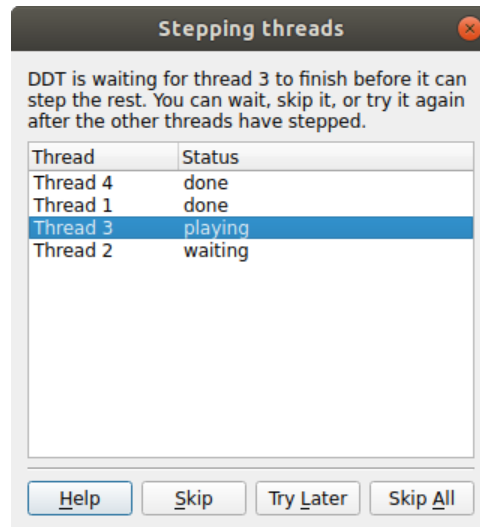 Stepping threads
DDT is waiting for thread 3 to finish before it can
step the rest. You can wait, skip it, or try it again
after the other threads have stepped.
Thread Status
Thread 4 done
Thread 1 done
Thread 3 playing
Thread 2 waiting
Help Skip Try Later Skip All